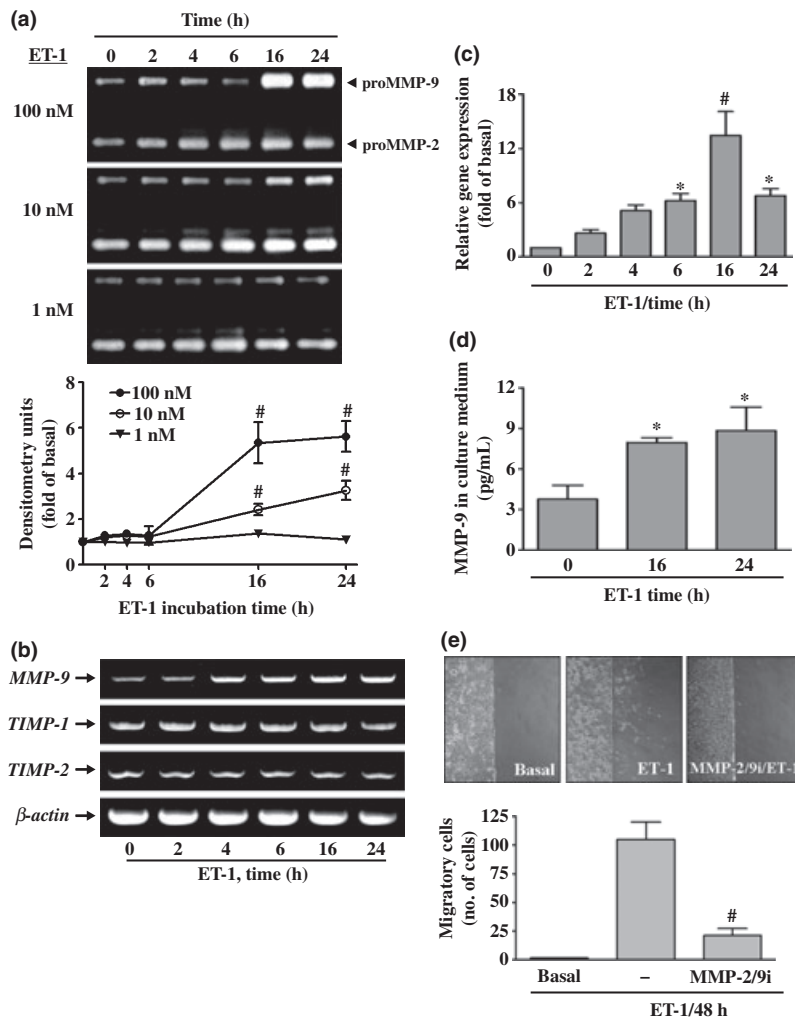 (a)
Time (h)
ET-1
0 2 4 6 16 24
100 nM
proMMP-9
proMMP-2
10 nM
1 nM
Densitometry units
(fold of basal)
8
6
4
2
0
100 nM
10 nM
1 nM
# #
# #
2 4 6 16 24
ET-1 incubation time (h)
(b)
MMP-9
TIMP-1
TIMP-2
β-actin
0 2 4 6 16 24
ET-1, time (h)
(c)
Relative gene expression
(fold of basal)
18
12
6
0
* # *
0 2 4 6 16 24
ET-1/time (h)
(d)
MMP-9 in culture medium
(pg/mL)
12
9
6
3
0
* *
0 16 24
ET-1 time (h)
(e)
Basal
ET-1
MMP-2/9i/ET-1
Migratory cells
(no. of cells)
125
100
75
50
25
0
#
Basal – MMP-2/9i
ET-1/48 h